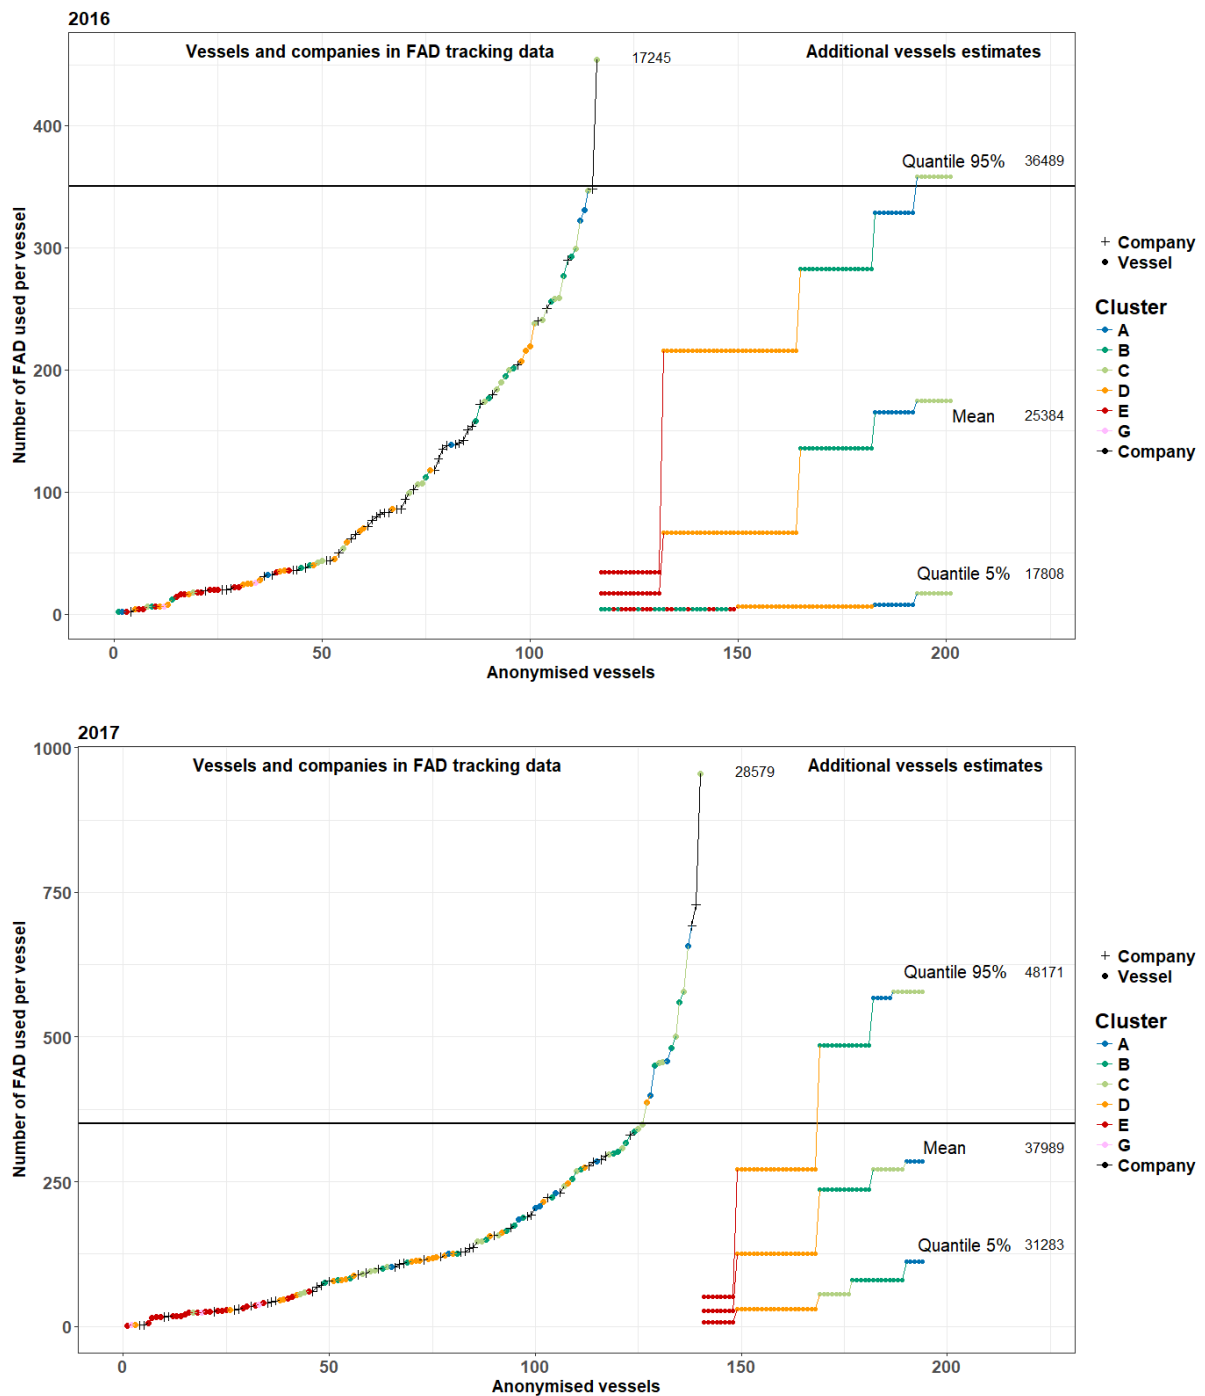 2016
Vessels and companies in FAD tracking data
Additional vessels estimates
17245
Quantile 95% 36489
Mean 25384
Quantile 5% 17808
Number of FAD used per vessel
400
300
200
100
0
0 50 100 150 200
Anonymised vessels
Company
Vessel
Cluster
A
B
C
D
E
G
Company
2017
Vessels and companies in FAD tracking data
Additional vessels estimates
28579
Quantile 95% 48171
Mean 37989
Quantile 5% 31283
Number of FAD used per vessel
1000
750
500
250
0
0 50 100 150 200
Anonymised vessels
Company
Vessel
Cluster
A
B
C
D
E
G
Company